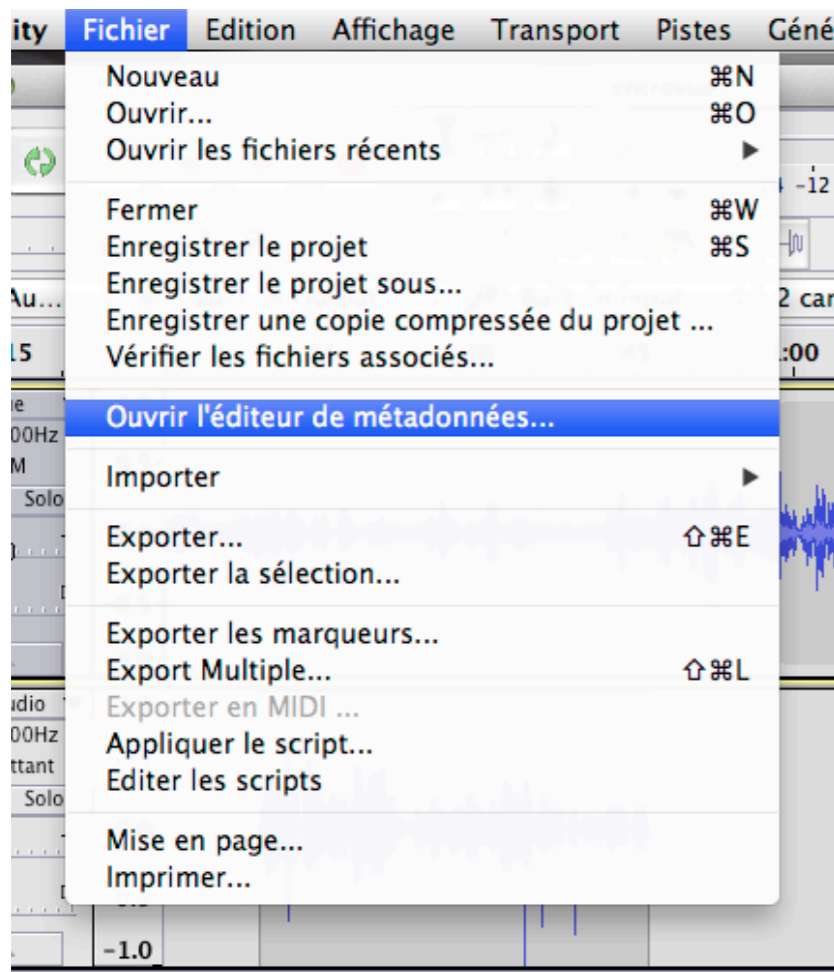 ity Fichier Edition Affichage Transport Pistes Géné
Nouveau ⌘N
Ouvrir... ⌘O
Ouvrir les fichiers récents ▶
-12
Fermer ⌘W
Enregistrer le projet ⌘S
Enregistrer le projet sous...
Au... 2 car
Enregistrer une copie compressée du projet ...
15 1:00
Vérifier les fichiers associés...
Ouvrir l'éditeur de métadonnées...
00Hz
M
Importer ▶
Solo
Exporter... ⇧⌘E
Exporter la sélection...
Exporter les marqueurs...
Export Multiple... ⇧⌘L
udio
Exporter en MIDI ...
00Hz
Appliquer le script...
ttant
Editer les scripts
Solo
Mise en page...
Imprimer...
-1.0